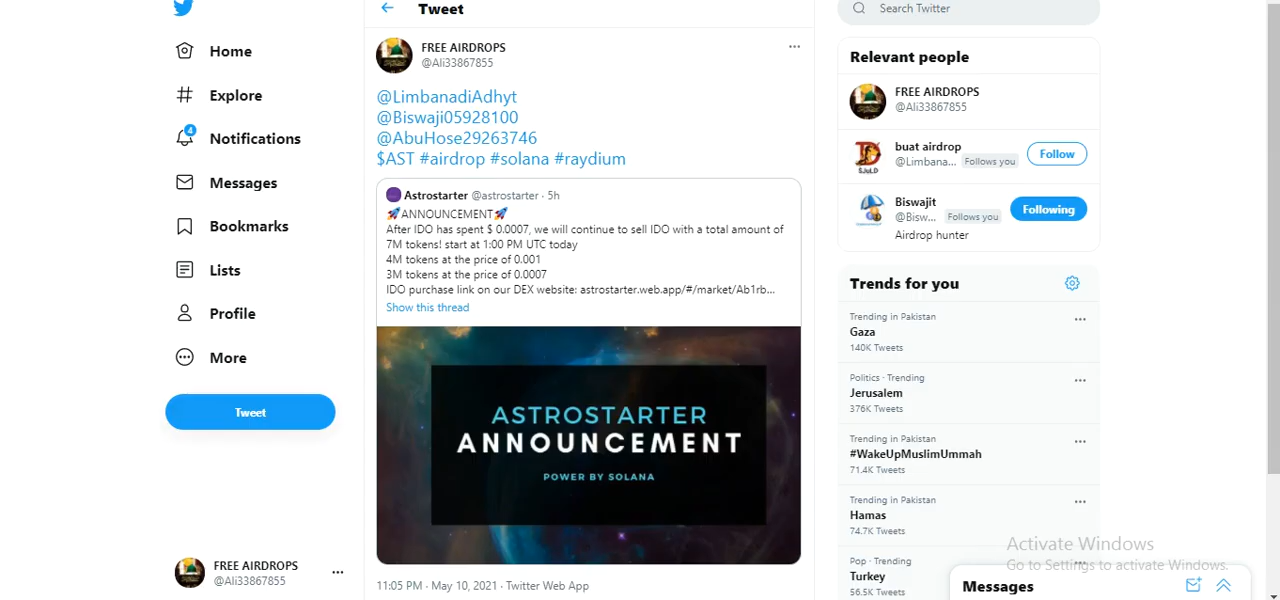 Home
Explore
4
Notifications
Messages
Bookmarks
Lists
Profile
More
Tweet
FREE AIRDROPS
@Ali33867855
Tweet
FREE AIRDROPS
@Ali33867855
@LimbanadiAdhyt
@Biswaji05928100
@AbuHose29263746
$AST #airdrop #solana #raydium
Astrostarter @astrostarter · 5h
🚀ANNOUNCEMENT🚀
After IDO has spent $ 0.0007, we will continue to sell IDO with a total amount of
7M tokens! start at 1:00 PM UTC today
4M tokens at the price of 0.001
3M tokens at the price of 0.0007
IDO purchase link on our DEX website: astrostarter.web.app/#/market/Ab1rb...
Show this thread
ASTROSTARTER
ANNOUNCEMENT
POWER BY SOLANA
11:05 PM · May 10, 2021 · Twitter Web App
Search Twitter
Relevant people
FREE AIRDROPS
@Ali33867855
buat airdrop
@Limbana... Follows you
Follow
SJLLD
Biswajit
@Bisw... Follows you
Following
Airdrop hunter
Trends for you
Trending in Pakistan
Gaza
140K Tweets
Politics · Trending
Jerusalem
376K Tweets
Trending in Pakistan
#WakeUpMuslimUmmah
71.4K Tweets
Trending in Pakistan
Hamas
74.7K Tweets
Pop · Trending
Turkey
56.5K Tweets
Activate Windows
Go to Settings to activate Windows.
Messages